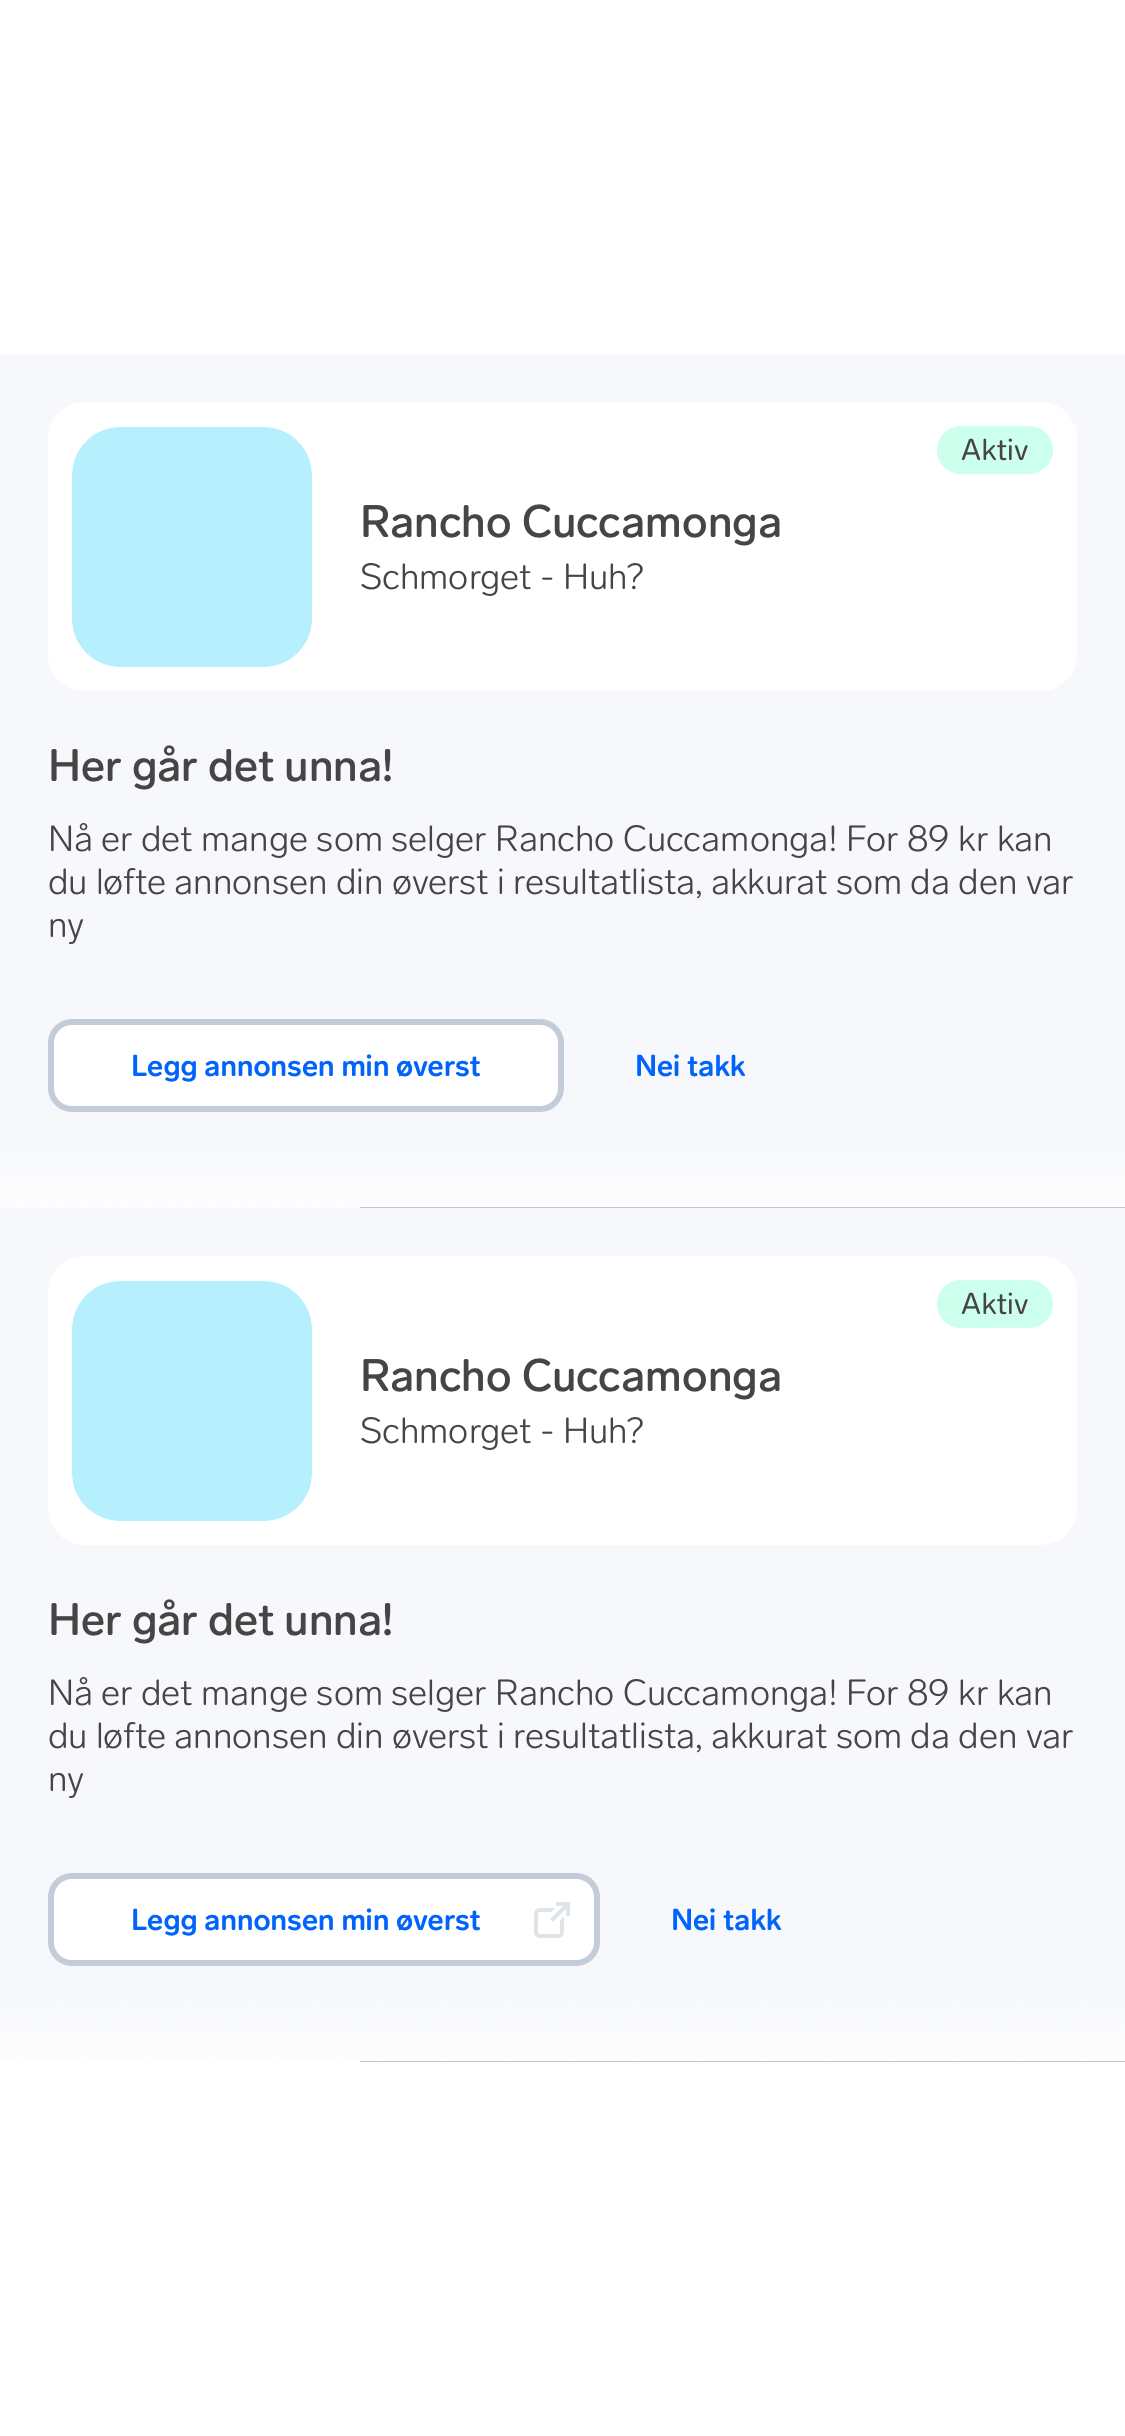 Aktiv
Rancho Cuccamonga
Schmorget - Huh?
Her går det unna!
Nå er det mange som selger Rancho Cuccamonga! For 89 kr kan
du løfte annonsen din øverst i resultatlista, akkurat som da den var
ny
Legg annonsen min øverst
Nei takk
Aktiv
Rancho Cuccamonga
Schmorget - Huh?
Her går det unna!
Nå er det mange som selger Rancho Cuccamonga! For 89 kr kan
du løfte annonsen din øverst i resultatlista, akkurat som da den var
ny
Legg annonsen min øverst
Nei takk